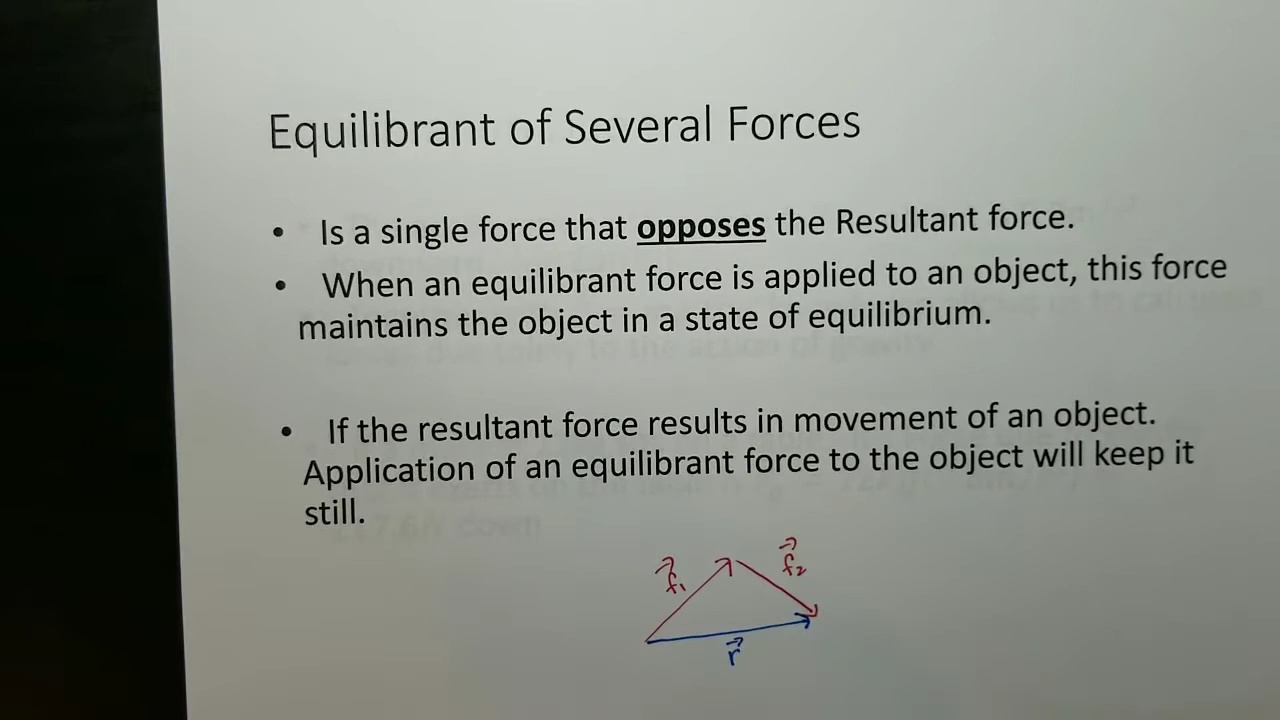 Equilibrant of Several Forces
• Is a single force that opposes the Resultant force.
• When an equilibrant force is applied to an object, this force
maintains the object in a state of equilibrium.
• If the resultant force results in movement of an object.
Application of an equilibrant force to the object will keep it
still.
f₁ f₂
r